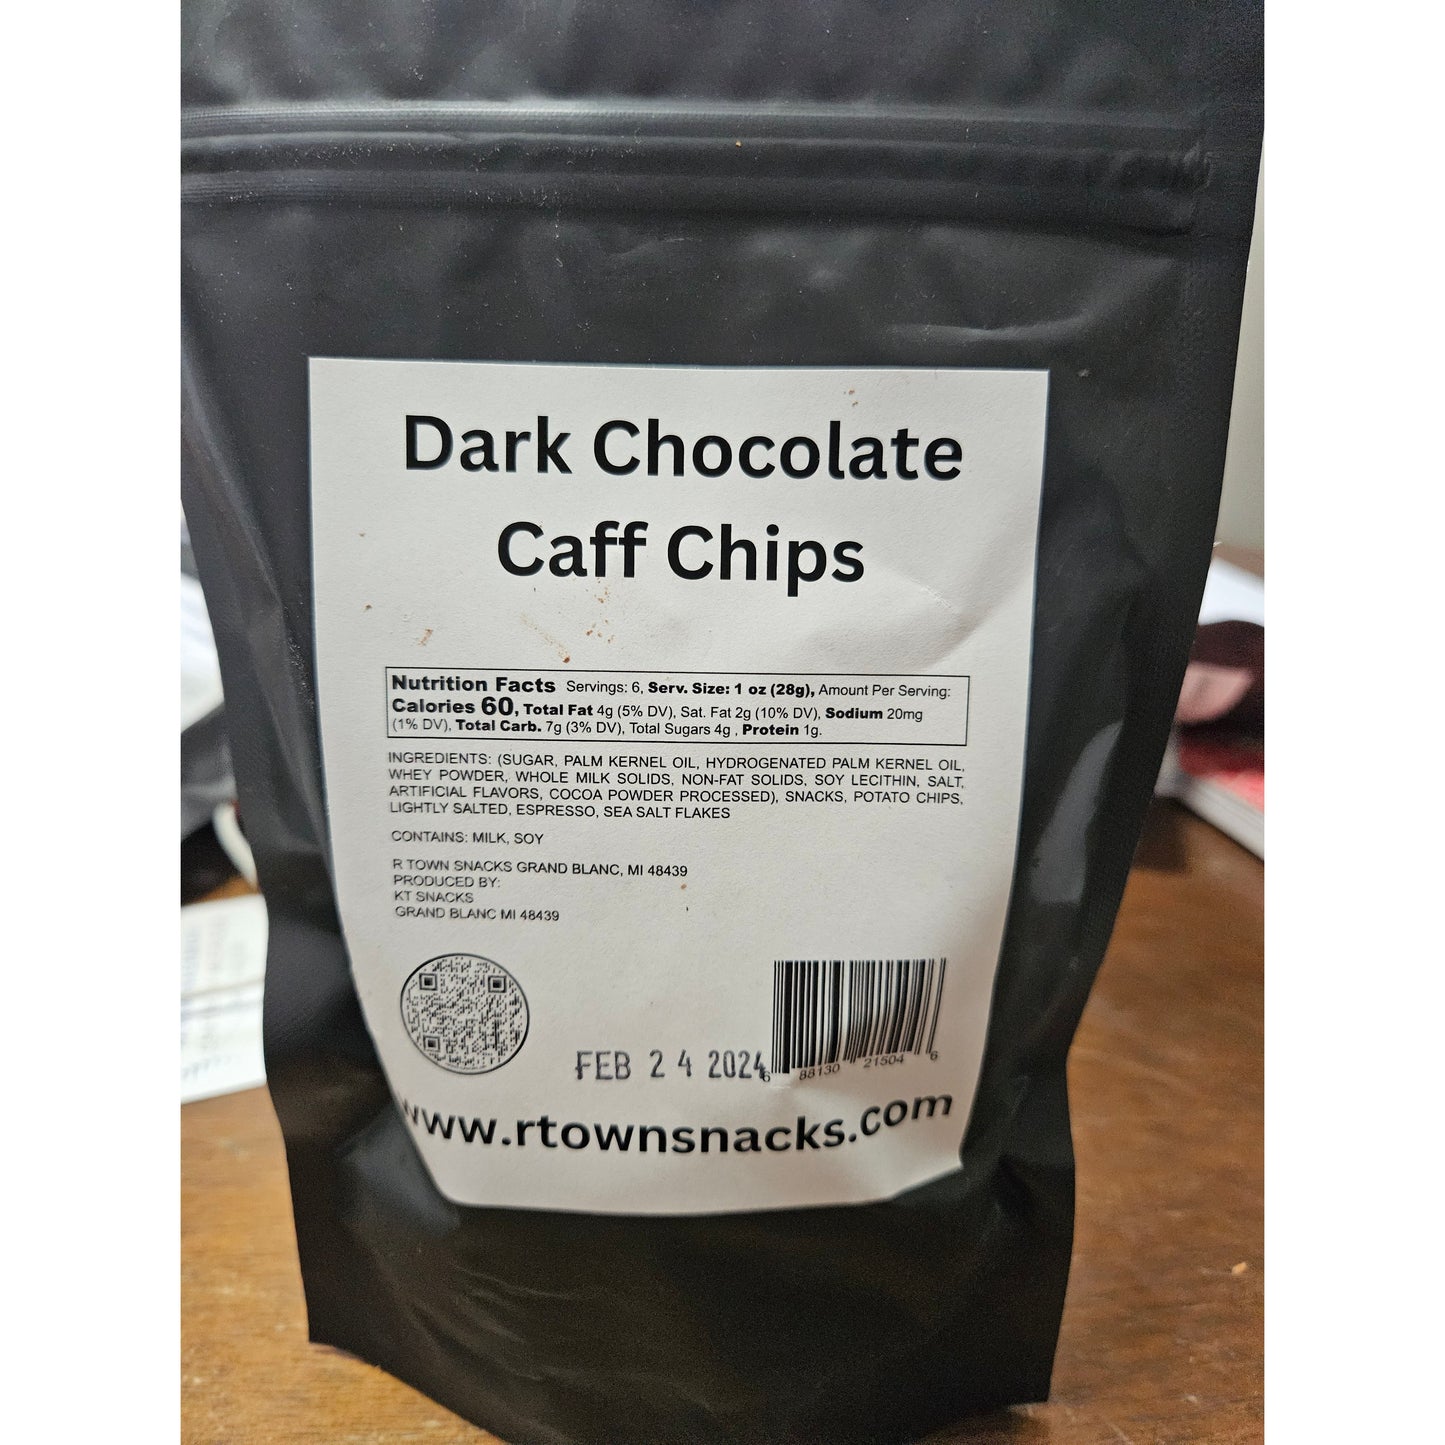 Dark Chocolate
Caff Chips
Nutrition Facts Servings: 6, Serv. Size: 1 oz (28g), Amount Per Serving:
Calories 60, Total Fat 4g (5% DV), Sat. Fat 2g (10% DV), Sodium 20mg
(1% DV), Total Carb. 7g (3% DV), Total Sugars 4g , Protein 1g.
INGREDIENTS: (SUGAR, PALM KERNEL OIL, HYDROGENATED PALM KERNEL OIL,
WHEY POWDER, WHOLE MILK SOLIDS, NON-FAT SOLIDS, SOY LECITHIN, SALT,
ARTIFICIAL FLAVORS, COCOA POWDER PROCESSED), SNACKS, POTATO CHIPS,
LIGHTLY SALTED, ESPRESSO, SEA SALT FLAKES
CONTAINS: MILK, SOY
R TOWN SNACKS GRAND BLANC, MI 48439
PRODUCED BY:
KT SNACKS
GRAND BLANC MI 48439
FEB 24 2024
6 88130 21504 6
www.rtownsnacks.com